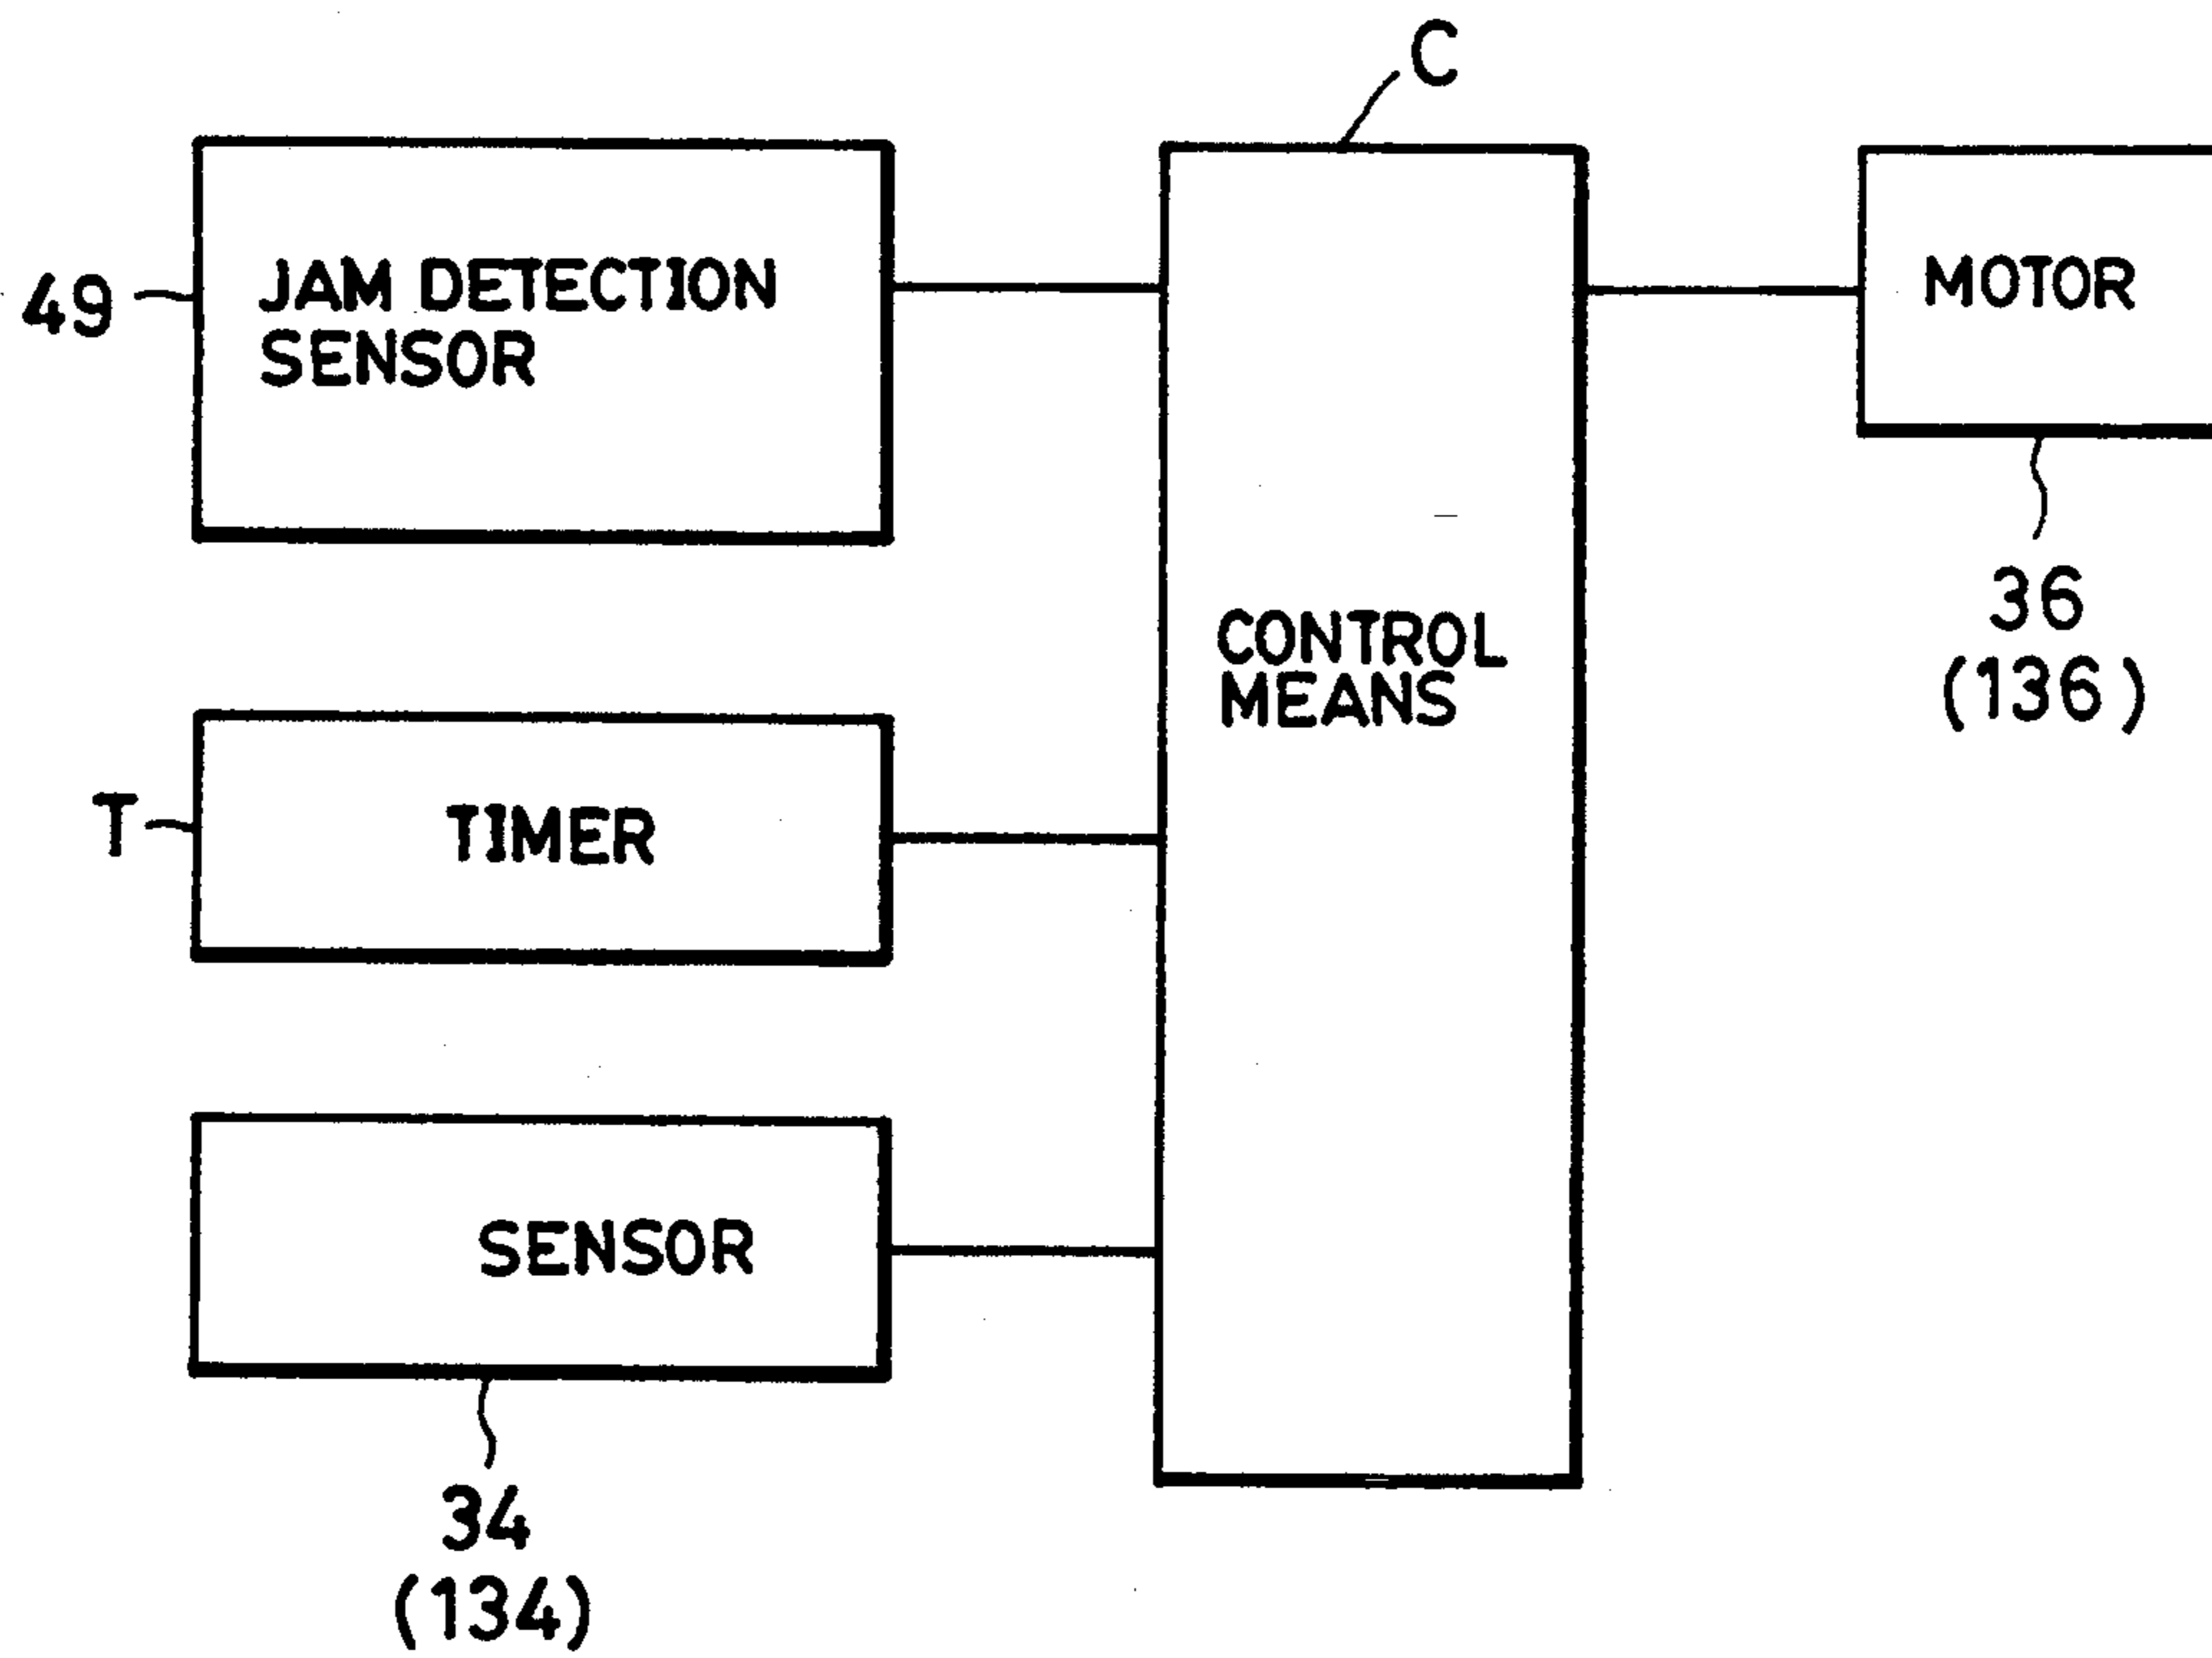 C
49
JAM DETECTION
SENSOR
MOTOR
36
(136)
CONTROL
MEANS
T
TIMER
SENSOR
34
(134)